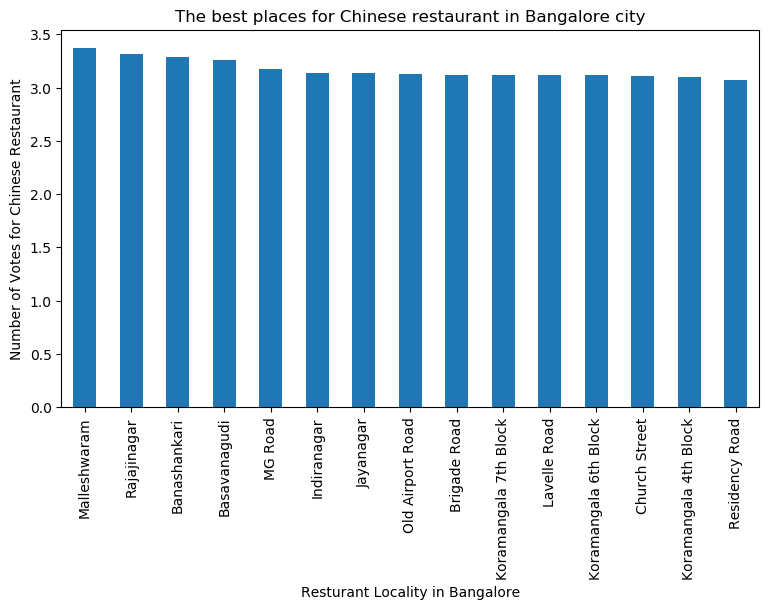 The best places for Chinese restaurant in Bangalore city
Number of Votes for Chinese Restaurant
3.5
3.0
2.5
2.0
1.5
1.0
0.5
0.0
Malleshwaram
Rajajinagar
Banashankari
Basavanagudi
MG Road
Indiranagar
Jayanagar
Old Airport Road
Brigade Road
Koramangala 7th Block
Lavelle Road
Koramangala 6th Block
Church Street
Koramangala 4th Block
Residency Road
Resturant Locality in Bangalore